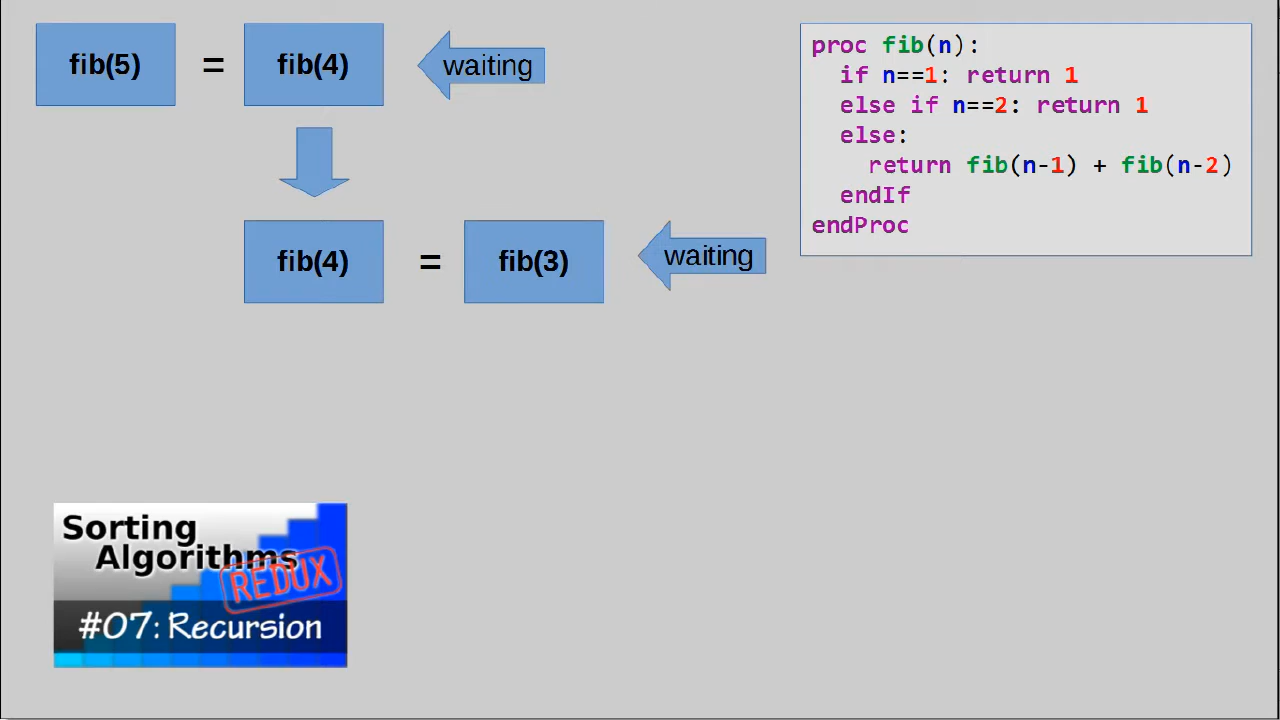 fib(5) = fib(4) waiting
fib(4) = fib(3) waiting
proc fib(n):
  if n==1: return 1
  else if n==2: return 1
  else:
    return fib(n-1) + fib(n-2)
  endIf
endProc
Sorting
Algorithms
REDUX
#07: Recursion